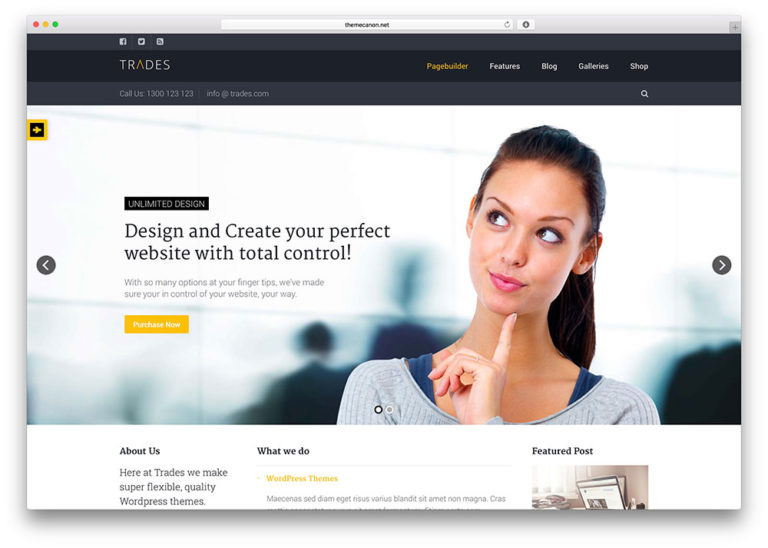 themecanon.net
TRADES
Pagebuilder Features Blog Galleries Shop
Call Us: 1300 123 123 info @ trades.com
UNLIMITED DESIGN
Design and Create your perfect
website with total control!
With so many options at your finger tips, we've made
sure your in control of your website, your way.
Purchase Now
About Us
Here at Trades we make
super flexible, quality
Wordpress themes.
What we do
WordPress Themes
Maecenas sed diam eget risus varius blandit sit amet non magna. Cras
Featured Post